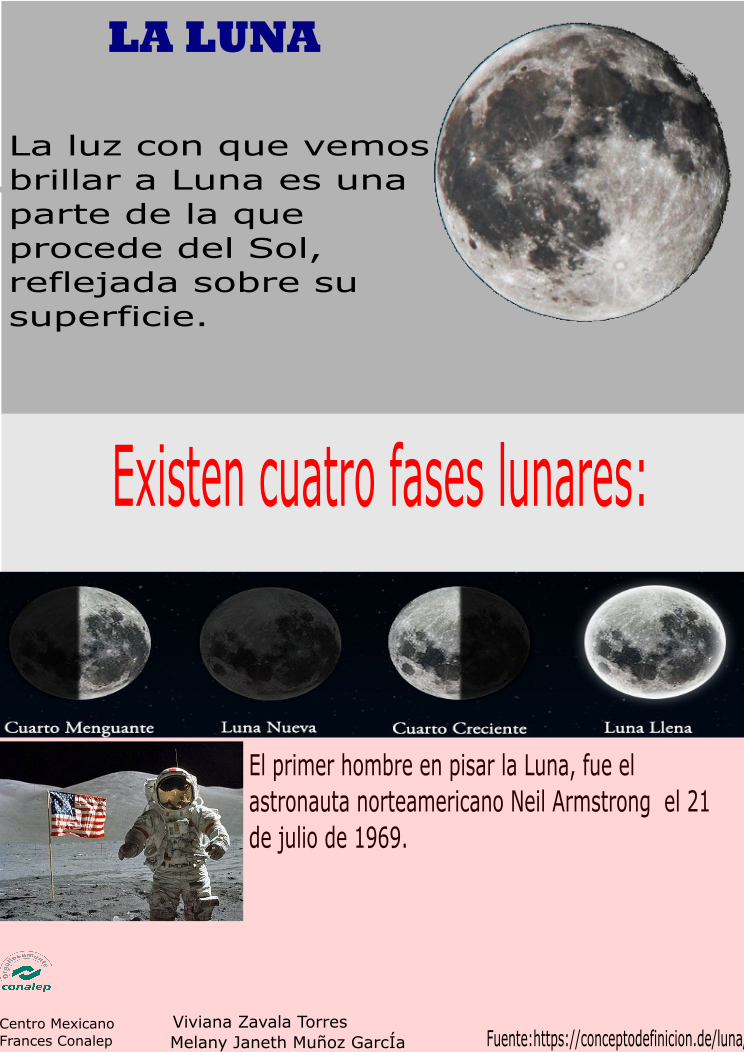 LA LUNA
La luz con que vemos
brillar a Luna es una
parte de la que
procede del Sol,
reflejada sobre su
superficie.
Existen cuatro fases lunares:
Cuarto Menguante
Luna Nueva
Cuarto Creciente
Luna Llena
El primer hombre en pisar la Luna, fue el
astronauta norteamericano Neil Armstrong el 21
de julio de 1969.
Orgullosamente
conalep
Centro Mexicano
Frances Conalep
Viviana Zavala Torres
Melany Janeth Muñoz GarcÍa
Fuente:https://conceptodefinicion.de/luna/